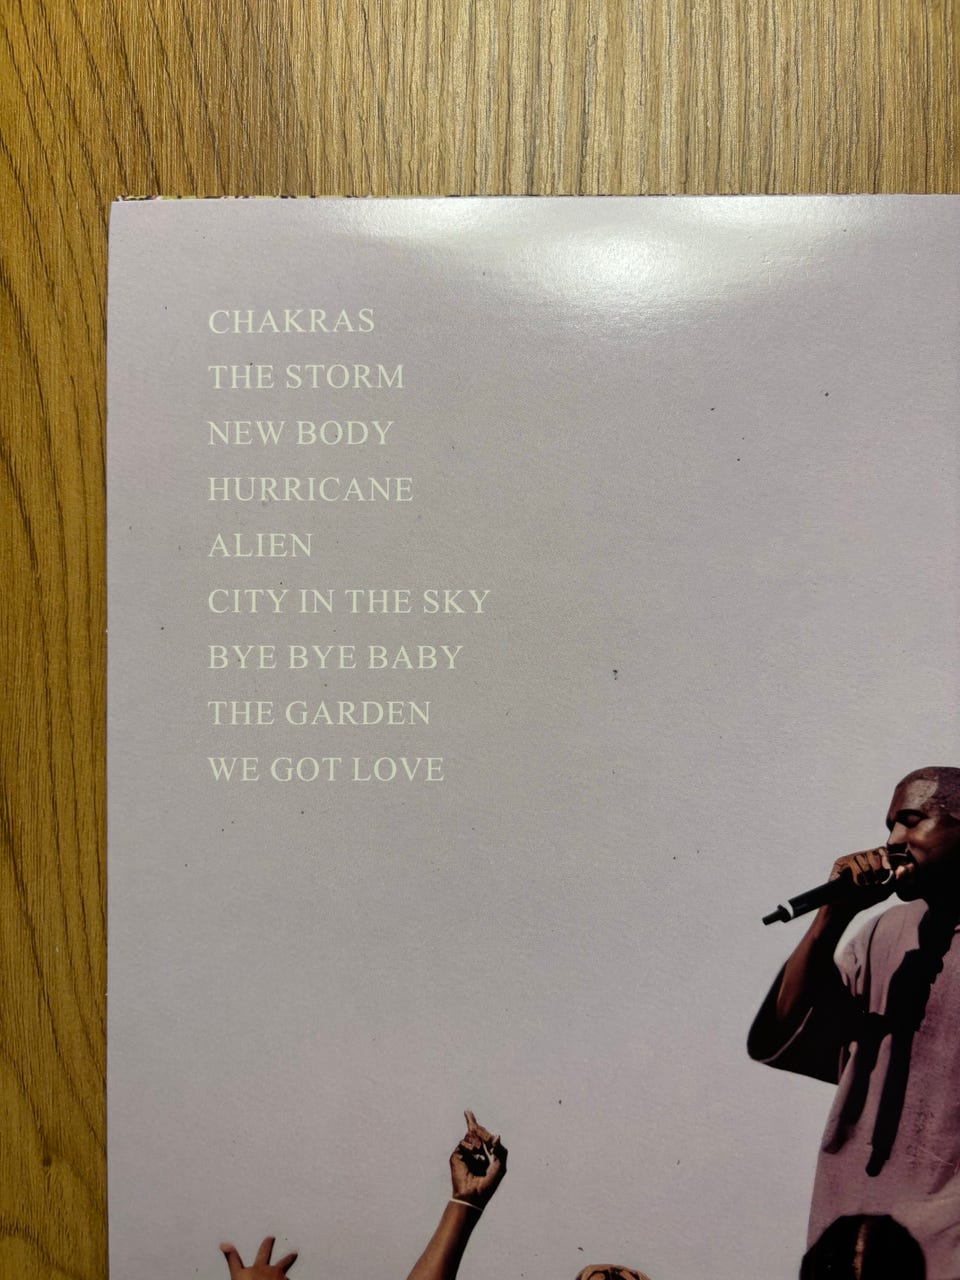 CHAKRAS
THE STORM
NEW BODY
HURRICANE
ALIEN
CITY IN THE SKY
BYE BYE BABY
THE GARDEN
WE GOT LOVE